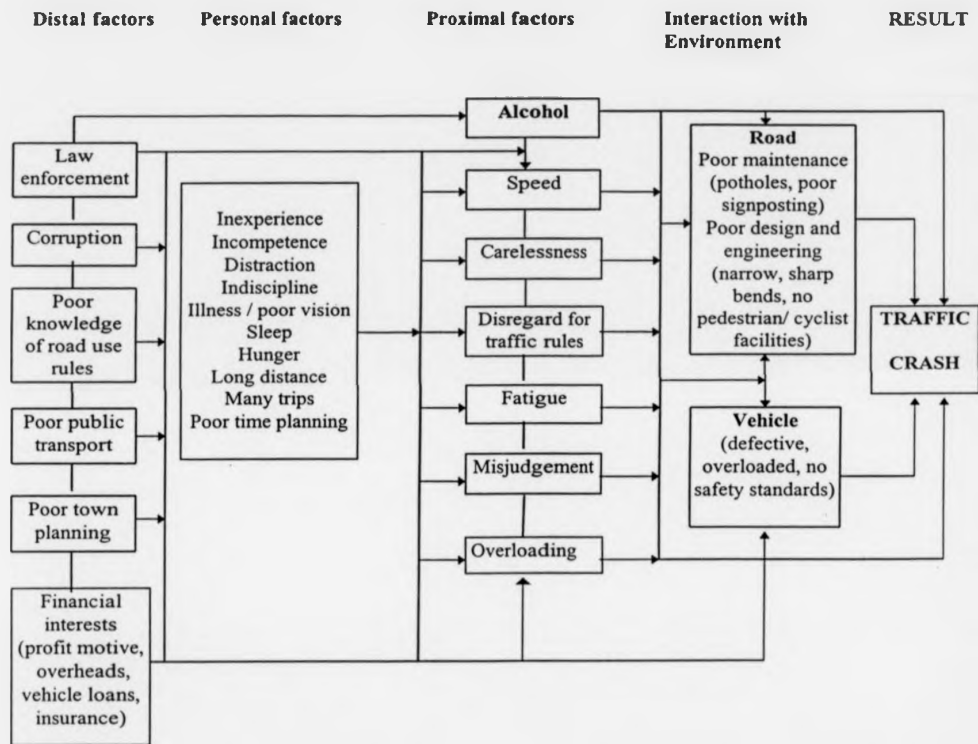 Distal factors
Personal factors
Proximal factors
Interaction with
Environment
RESULT
Law
enforcement
Corruption
Poor
knowledge
of road use
rules
Poor public
transport
Poor town
planning
Financial
interests
(profit motive,
overheads,
vehicle loans,
insurance)
Inexperience
Incompetence
Distraction
Indiscipline
Illness / poor vision
Sleep
Hunger
Long distance
Many trips
Poor time planning
Alcohol
Speed
Carelessness
Disregard for
traffic rules
Fatigue
Misjudgement
Overloading
Road
Poor maintenance
(potholes, poor
signposting)
Poor design and
engineering
(narrow, sharp
bends, no
pedestrian/ cyclist
facilities)
Vehicle
(defective,
overloaded, no
safety standards)
TRAFFIC
CRASH